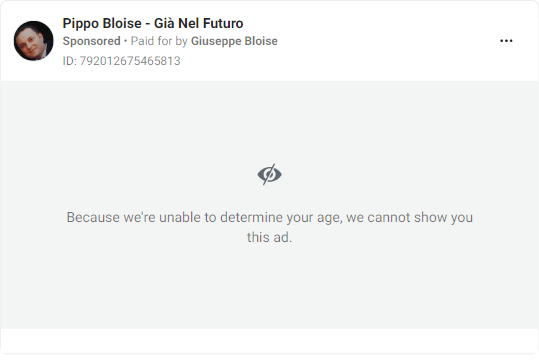 Pippo Bloise - Già Nel Futuro
Sponsored • Paid for by Giuseppe Bloise
ID: 792012675465813
Because we're unable to determine your age, we cannot show you
this ad.